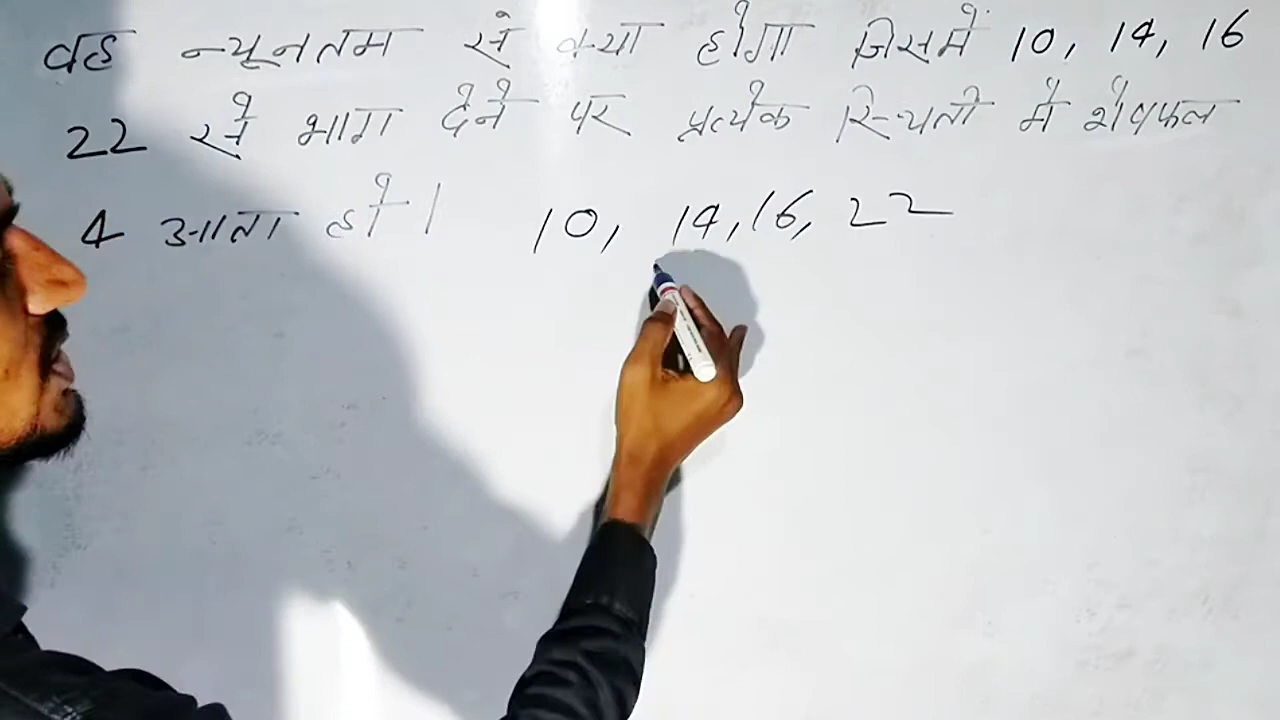 वह न्यूनतम से क्या होगा जिसमें 10, 14, 16
22 से भाग देने पर प्रत्येक स्थिती में शेषफल
4 आता हो। 10, 14, 16, 22